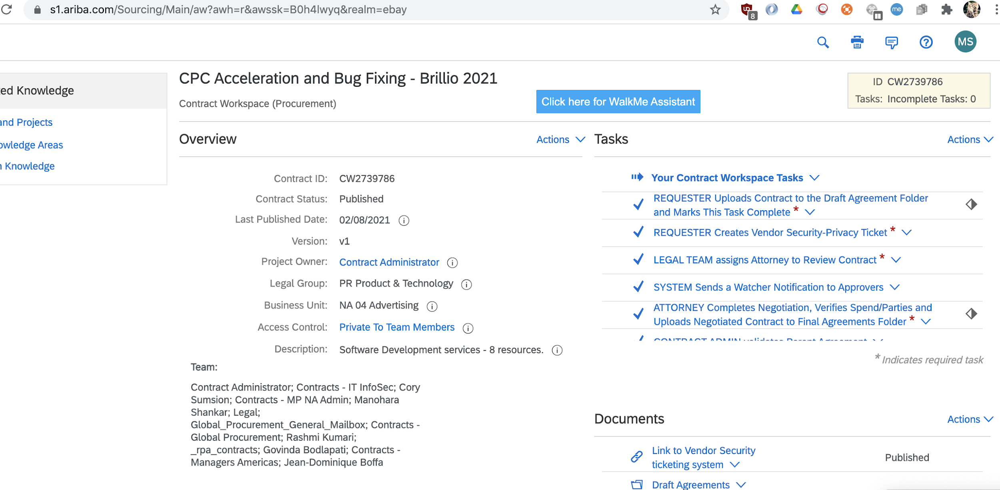 s1.ariba.com/Sourcing/Main/aw?awh=r&awssk=B0h4lwyq&realm=ebay
8
me
MS
ed Knowledge
and Projects
owledge Areas
Knowledge
CPC Acceleration and Bug Fixing - Brillio 2021
Contract Workspace (Procurement)
Click here for WalkMe Assistant
ID CW2739786
Tasks: Incomplete Tasks: 0
Overview
Actions
Contract ID: CW2739786
Contract Status: Published
Last Published Date: 02/08/2021
Version: v1
Project Owner: Contract Administrator
Legal Group: PR Product & Technology
Business Unit: NA 04 Advertising
Access Control: Private To Team Members
Description: Software Development services - 8 resources.
Team:
Contract Administrator; Contracts - IT InfoSec; Cory
Sumsion; Contracts - MP NA Admin; Manohara
Shankar; Legal;
Global_Procurement_General_Mailbox; Contracts -
Global Procurement; Rashmi Kumari;
_rpa_contracts; Govinda Bodlapati; Contracts -
Managers Americas; Jean-Dominique Boffa
Tasks
Actions
Your Contract Workspace Tasks
REQUESTER Uploads Contract to the Draft Agreement Folder
and Marks This Task Complete *
REQUESTER Creates Vendor Security-Privacy Ticket *
LEGAL TEAM assigns Attorney to Review Contract *
SYSTEM Sends a Watcher Notification to Approvers
ATTORNEY Completes Negotiation, Verifies Spend/Parties and
Uploads Negotiated Contract to Final Agreements Folder *
CONTRACT ADMIN validates Parent Agreement
* Indicates required task
Documents
Actions
Link to Vendor Security
ticketing system
Published
Draft Agreements